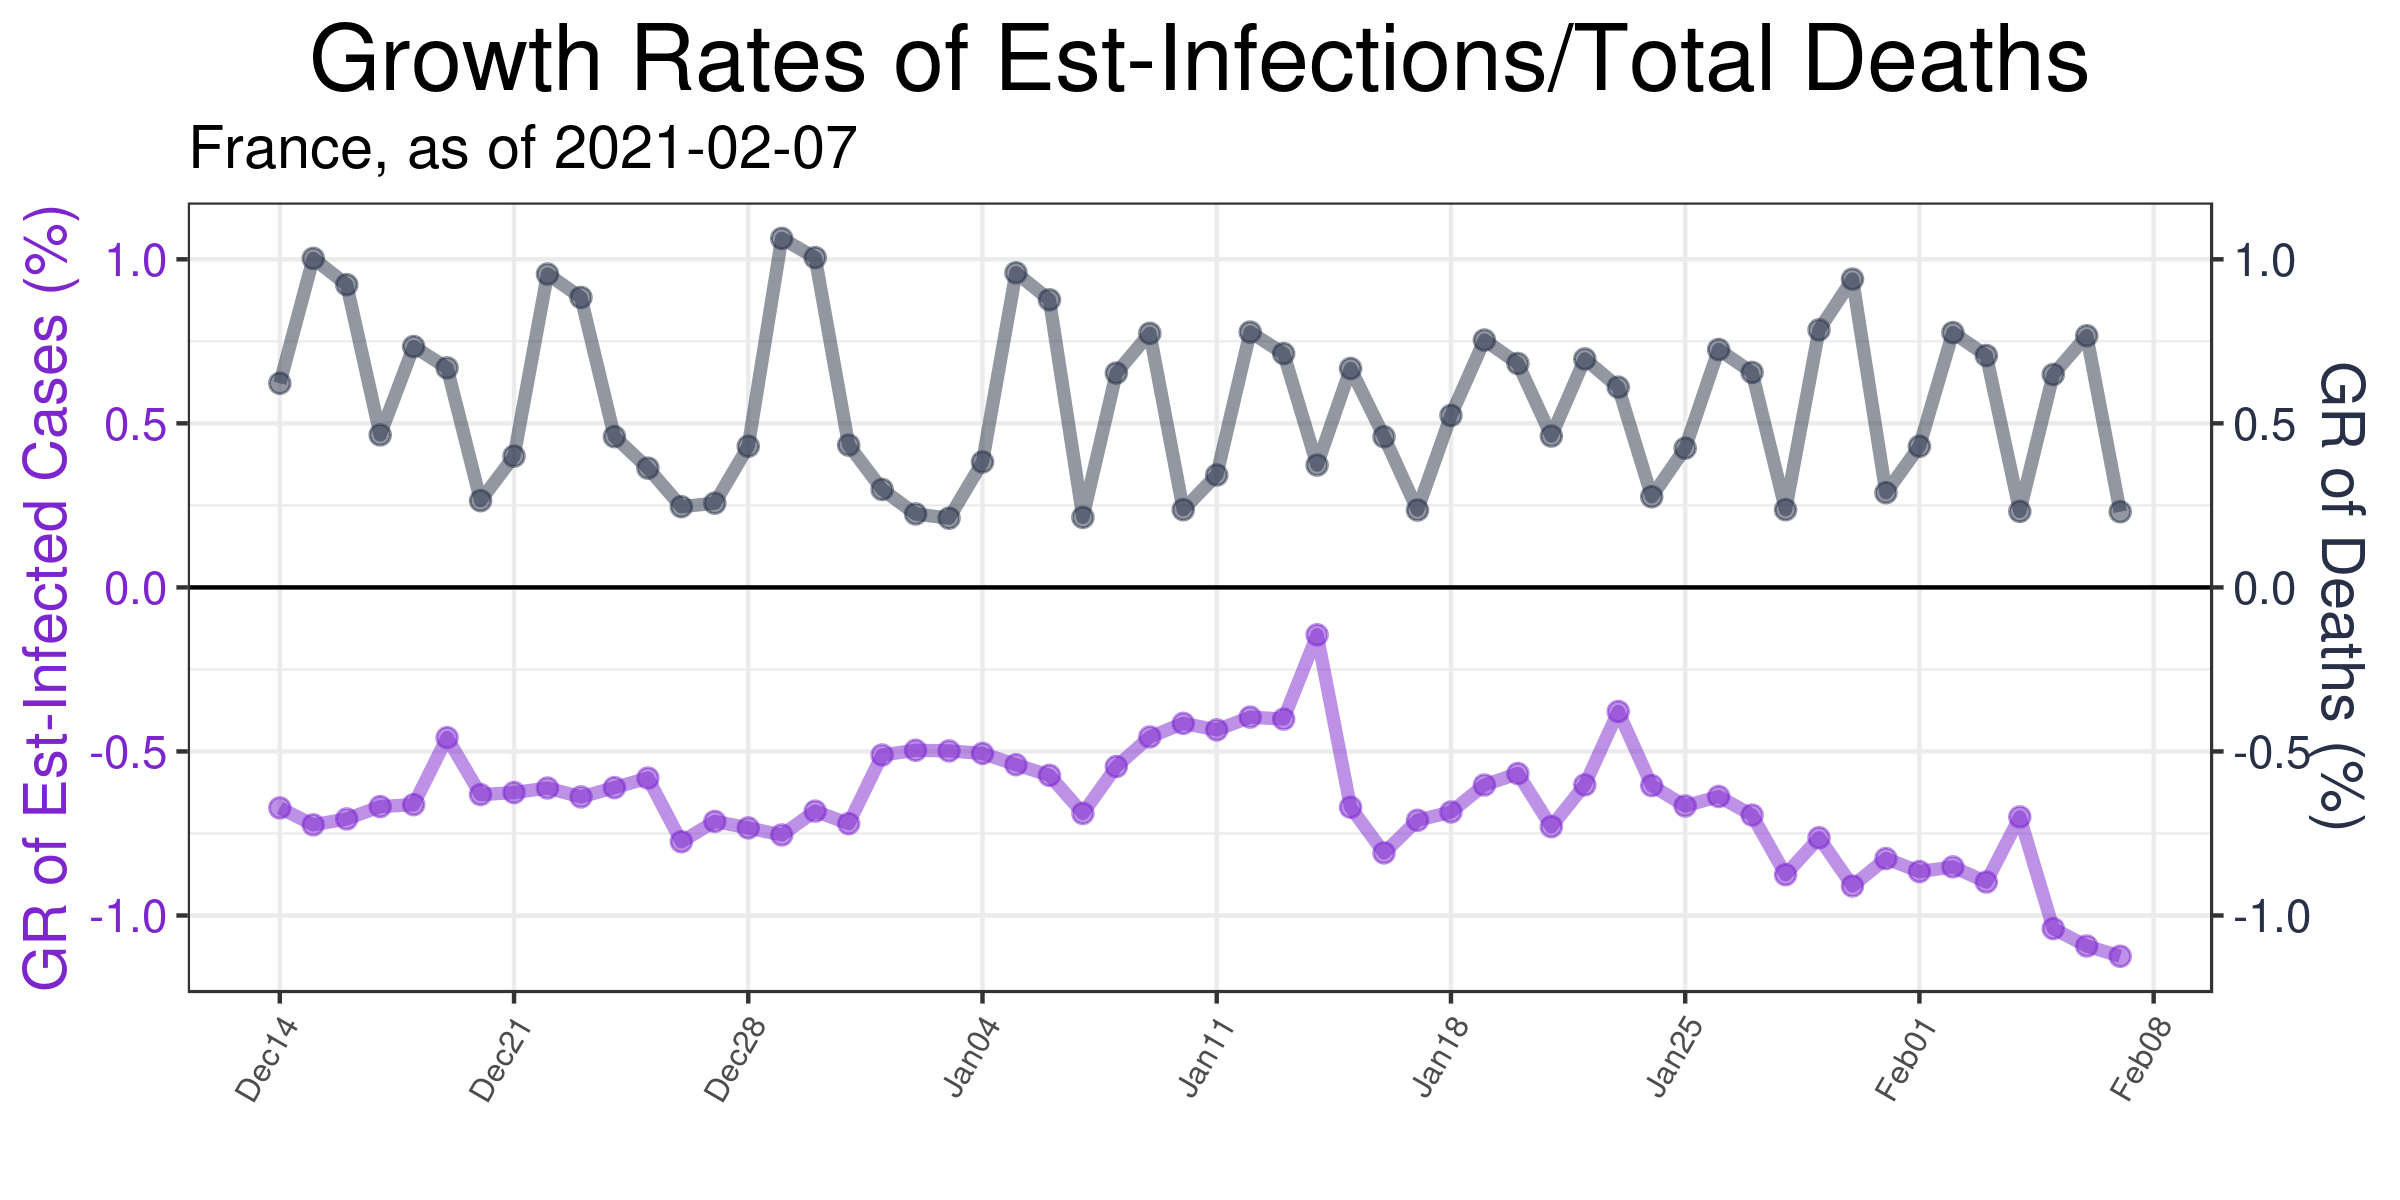 Growth Rates of Est-Infections/Total Deaths
France, as of 2021-02-07
GR of Est-Infected Cases (%)
1.0
0.5
0.0
-0.5
-1.0
1.0
0.5
0.0
-0.5
-1.0
GR of Deaths (%)
Dec14
Dec21
Dec28
Jan04
Jan11
Jan18
Jan25
Feb01
Feb08